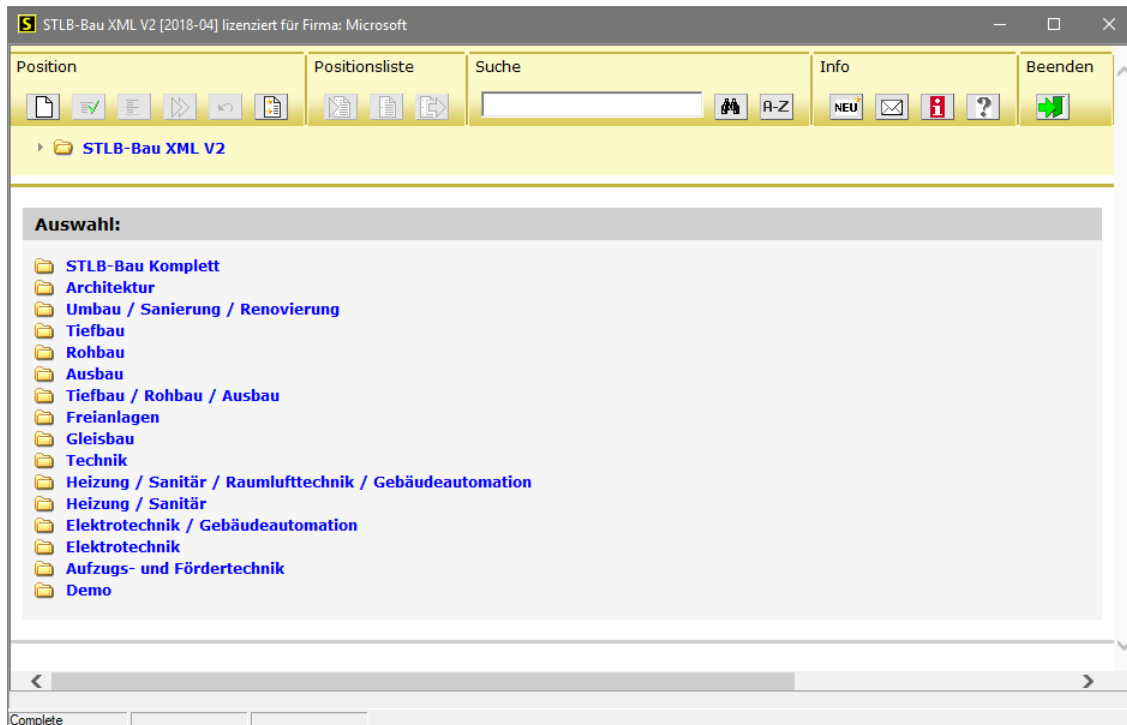 S STLB-Bau XML V2 [2018-04] lizenziert für Firma: Microsoft
Position Positionsliste Suche Info Beenden
A-Z NEU i ?
STLB-Bau XML V2
Auswahl:
STLB-Bau Komplett
Architektur
Umbau / Sanierung / Renovierung
Tiefbau
Rohbau
Ausbau
Tiefbau / Rohbau / Ausbau
Freianlagen
Gleisbau
Technik
Heizung / Sanitär / Raumlufttechnik / Gebäudeautomation
Heizung / Sanitär
Elektrotechnik / Gebäudeautomation
Elektrotechnik
Aufzugs- und Fördertechnik
Demo
Complete